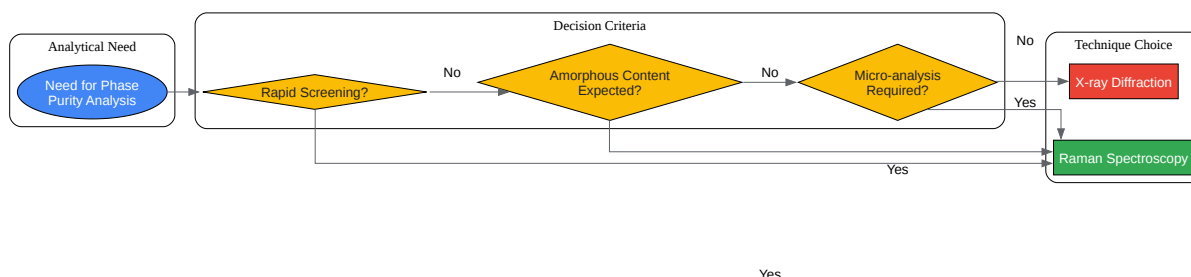 Decision Criteria
Analytical Need
Technique Choice
Need for Phase
Purity Analysis
Rapid Screening?
No
Amorphous Content
Expected?
No
Micro-analysis
Required?
No
X-ray Diffraction
Yes
Raman Spectroscopy
Yes
Yes